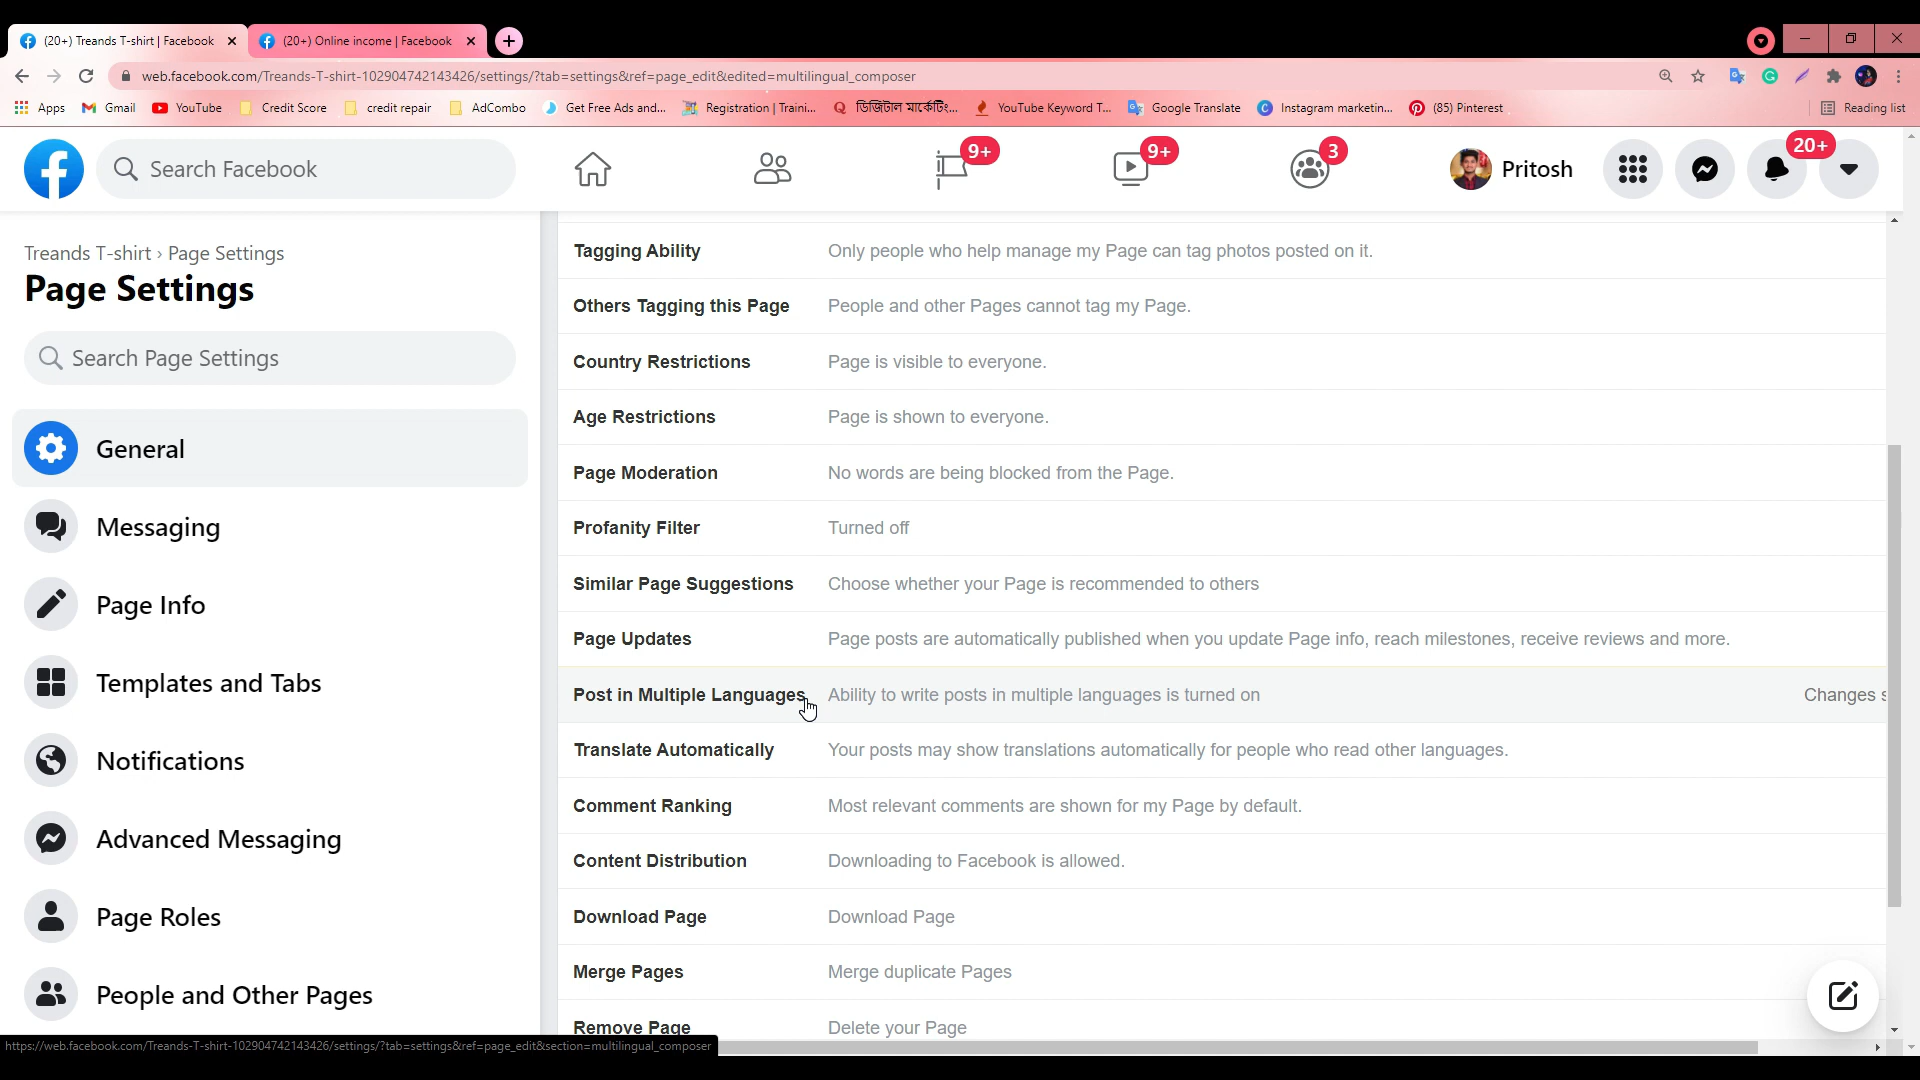 (20+) Treands T-shirt | Facebook
(20+) Online income | Facebook
web.facebook.com/Treands-T-shirt-102904742143426/settings/?tab=settings&ref=page_edit&edited=multilingual_composer
Apps
Gmail
YouTube
Credit Score
credit repair
AdCombo
Get Free Ads and...
Registration | Traini...
ডিজিটাল মার্কেটিং...
YouTube Keyword T...
Google Translate
Instagram marketin...
(85) Pinterest
Reading list
Search Facebook
9+
9+
3
Pritosh
20+
Treands T-shirt › Page Settings
Page Settings
Search Page Settings
General
Messaging
Page Info
Templates and Tabs
Notifications
Advanced Messaging
Page Roles
People and Other Pages
Tagging Ability Only people who help manage my Page can tag photos posted on it.
Others Tagging this Page People and other Pages cannot tag my Page.
Country Restrictions Page is visible to everyone.
Age Restrictions Page is shown to everyone.
Page Moderation No words are being blocked from the Page.
Profanity Filter Turned off
Similar Page Suggestions Choose whether your Page is recommended to others
Page Updates Page posts are automatically published when you update Page info, reach milestones, receive reviews and more.
Post in Multiple Languages Ability to write posts in multiple languages is turned on Changes s
Translate Automatically Your posts may show translations automatically for people who read other languages.
Comment Ranking Most relevant comments are shown for my Page by default.
Content Distribution Downloading to Facebook is allowed.
Download Page Download Page
Merge Pages Merge duplicate Pages
Remove Page Delete your Page
https://web.facebook.com/Treands-T-shirt-102904742143426/settings/?tab=settings&ref=page_edit&section=multilingual_composer